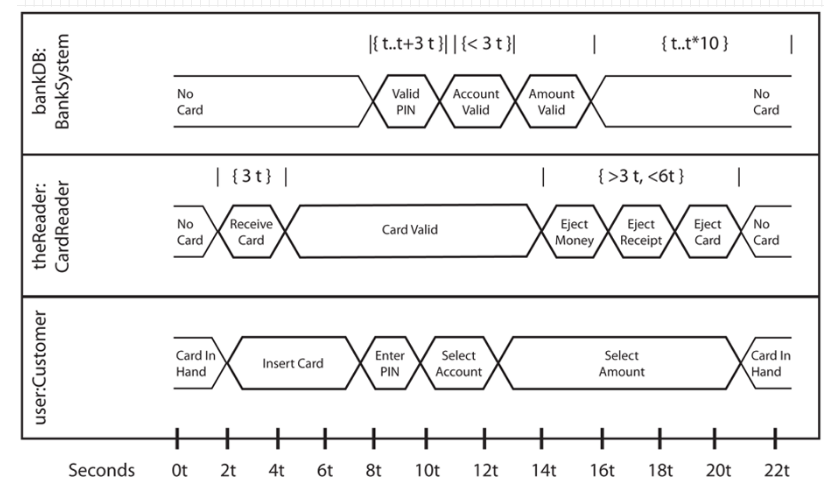 bankDB:
BankSystem
|{ t..t+3 t }| | {< 3 t}| | { t..t*10 } |
No
Card
Valid
PIN
Account
Valid
Amount
Valid
No
Card
theReader:
CardReader
| { 3 t } | | { >3 t, <6t } |
No
Card
Receive
Card
Card Valid
Eject
Money
Eject
Receipt
Eject
Card
No
Card
user:Customer
Card In
Hand
Insert Card
Enter
PIN
Select
Account
Select
Amount
Card In
Hand
Seconds 0t 2t 4t 6t 8t 10t 12t 14t 16t 18t 20t 22t